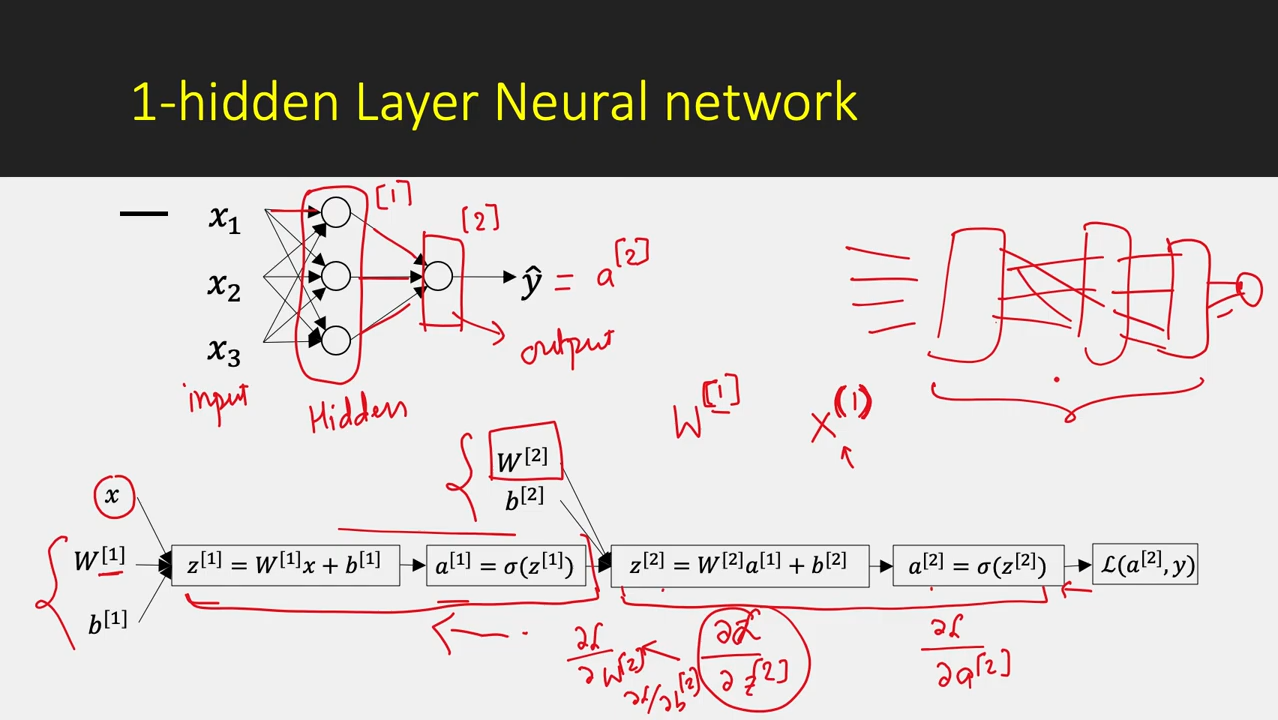 1-hidden Layer Neural network
x₁
x₂
x₃
[1]
[2]
ŷ = a^[2]
output
input
Hidden
W^[1]
X^(1)
W^[2]
b^[2]
x
W^[1]
b^[1]
z^[1] = W^[1]x + b^[1]
a^[1] = σ(z^[1])
z^[2] = W^[2]a^[1] + b^[2]
a^[2] = σ(z^[2])
ℒ(a^[2], y)
∂ℒ/∂W^[2]
∂ℒ/∂b^[2]
∂ℒ/∂z^[2]
∂ℒ/∂a^[2]